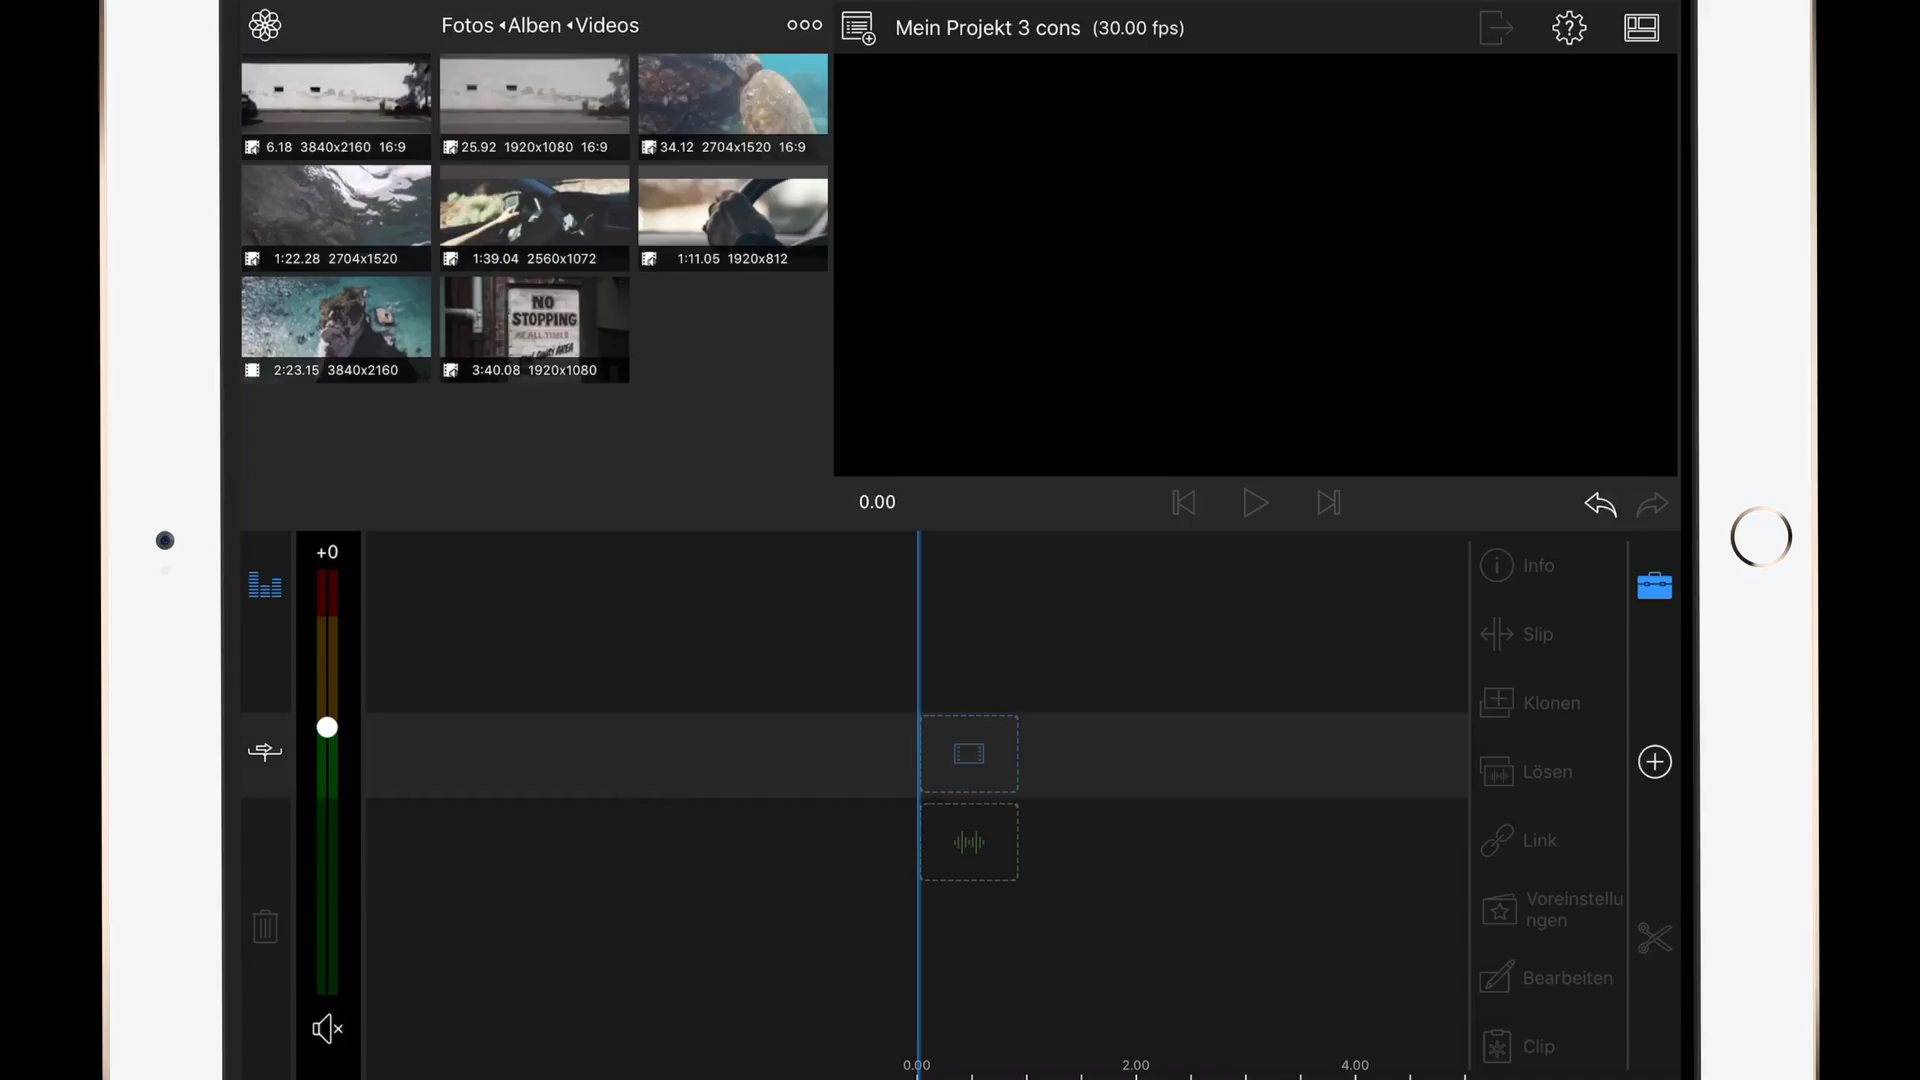 Fotos Alben Videos
Mein Projekt 3 cons (30.00 fps)
6.18 3840x2160 16:9
25.92 1920x1080 16:9
34.12 2704x1520 16:9
1:22.28 2704x1520
1:39.04 2560x1072
1:11.05 1920x812
NO
STOPPING
AT ALL TIMES
2:23.15 3840x2160
3:40.08 1920x1080
0.00
+0
Info
Slip
Klonen
Lösen
Link
Voreinstellu
ngen
Bearbeiten
Clip
0.00 2.00 4.00